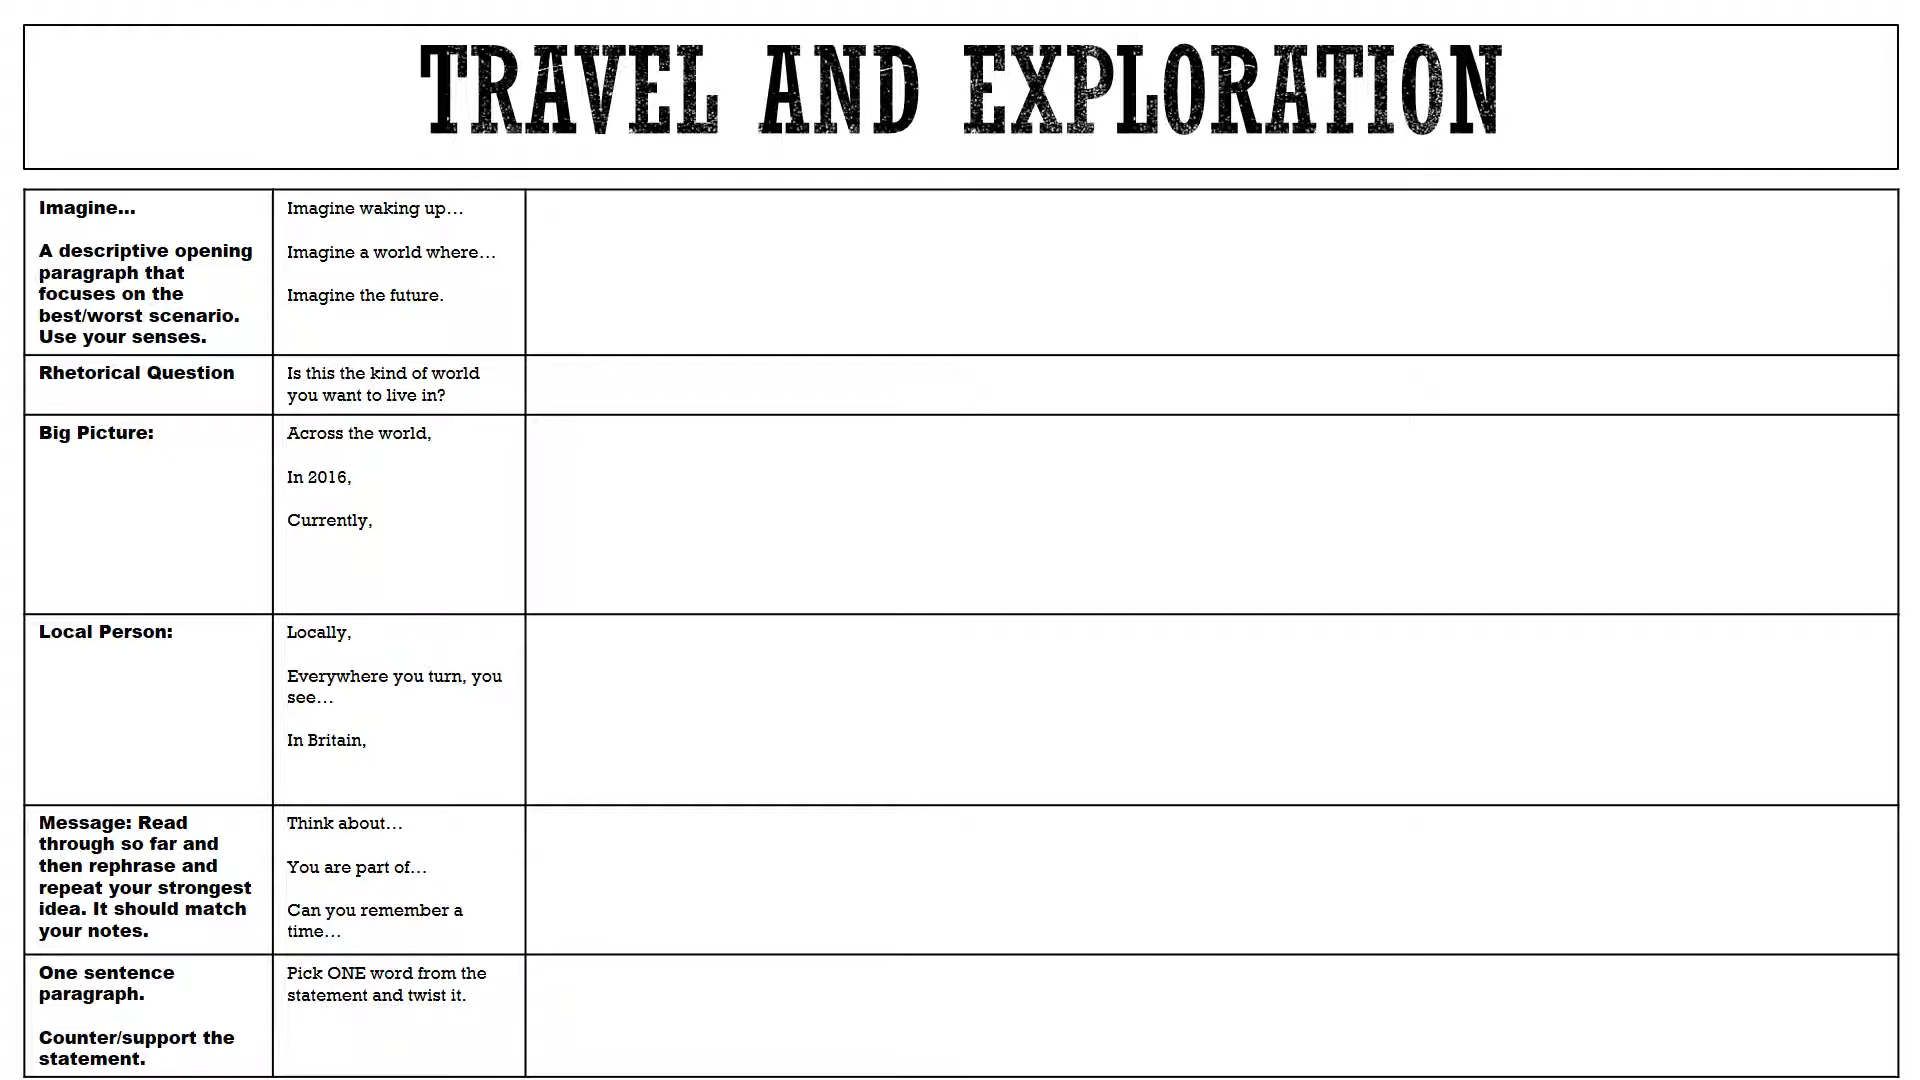 TRAVEL AND EXPLORATION
Imagine...
A descriptive opening
paragraph that
focuses on the
best/worst scenario.
Use your senses.
Imagine waking up...
Imagine a world where...
Imagine the future.
Rhetorical Question
Is this the kind of world
you want to live in?
Big Picture:
Across the world,
In 2016,
Currently,
Local Person:
Locally,
Everywhere you turn, you
see...
In Britain,
Message: Read
through so far and
then rephrase and
repeat your strongest
idea. It should match
your notes.
Think about...
You are part of...
Can you remember a
time...
One sentence
paragraph.
Counter/support the
statement.
Pick ONE word from the
statement and twist it.